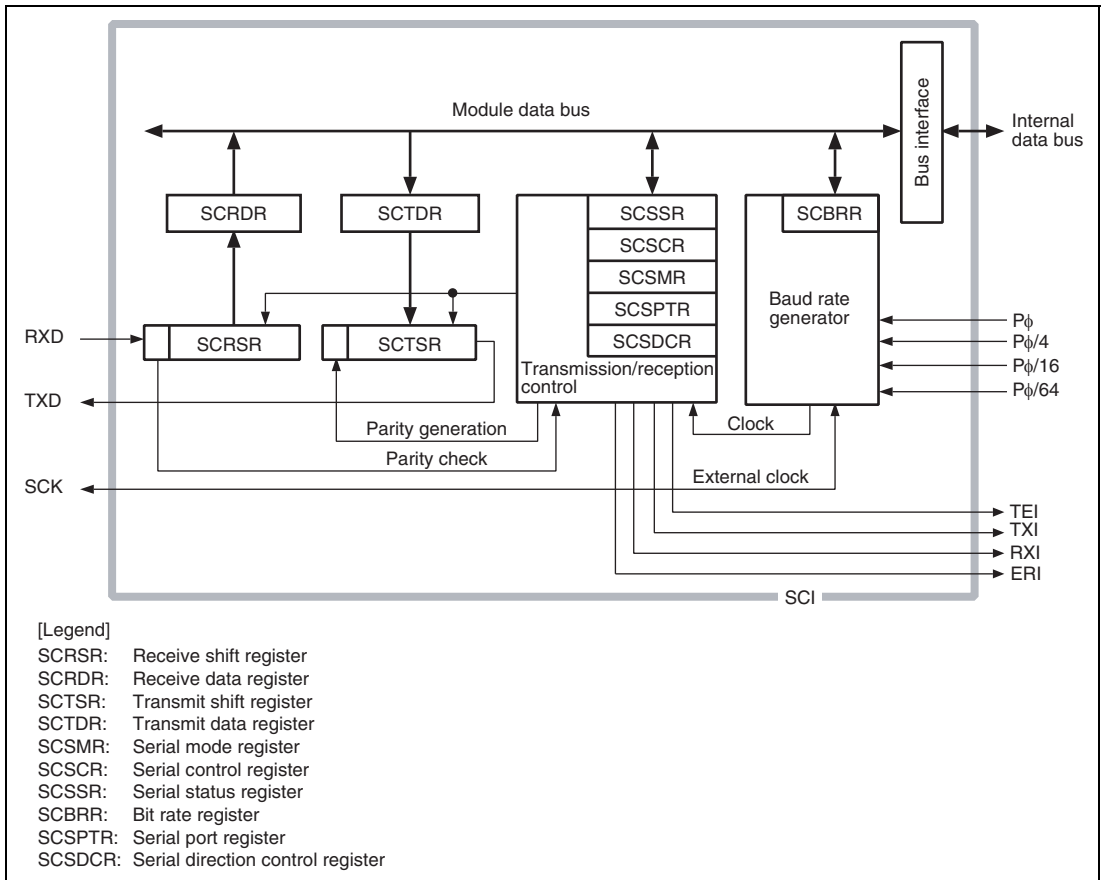 Module data bus
Bus interface
Internal
data bus
SCRDR
SCTDR
SCSSR
SCSCR
SCSMR
SCSPTR
SCSDCR
Transmission/reception
control
SCBRR
Baud rate
generator
RXD
SCRSR
SCTSR
TXD
Pϕ
Pϕ/4
Pϕ/16
Pϕ/64
Parity generation
Parity check
Clock
SCK
External clock
TEI
TXI
RXI
ERI
SCI
[Legend]
SCRSR: Receive shift register
SCRDR: Receive data register
SCTSR: Transmit shift register
SCTDR: Transmit data register
SCSMR: Serial mode register
SCSCR: Serial control register
SCSSR: Serial status register
SCBRR: Bit rate register
SCSPTR: Serial port register
SCSDCR: Serial direction control register